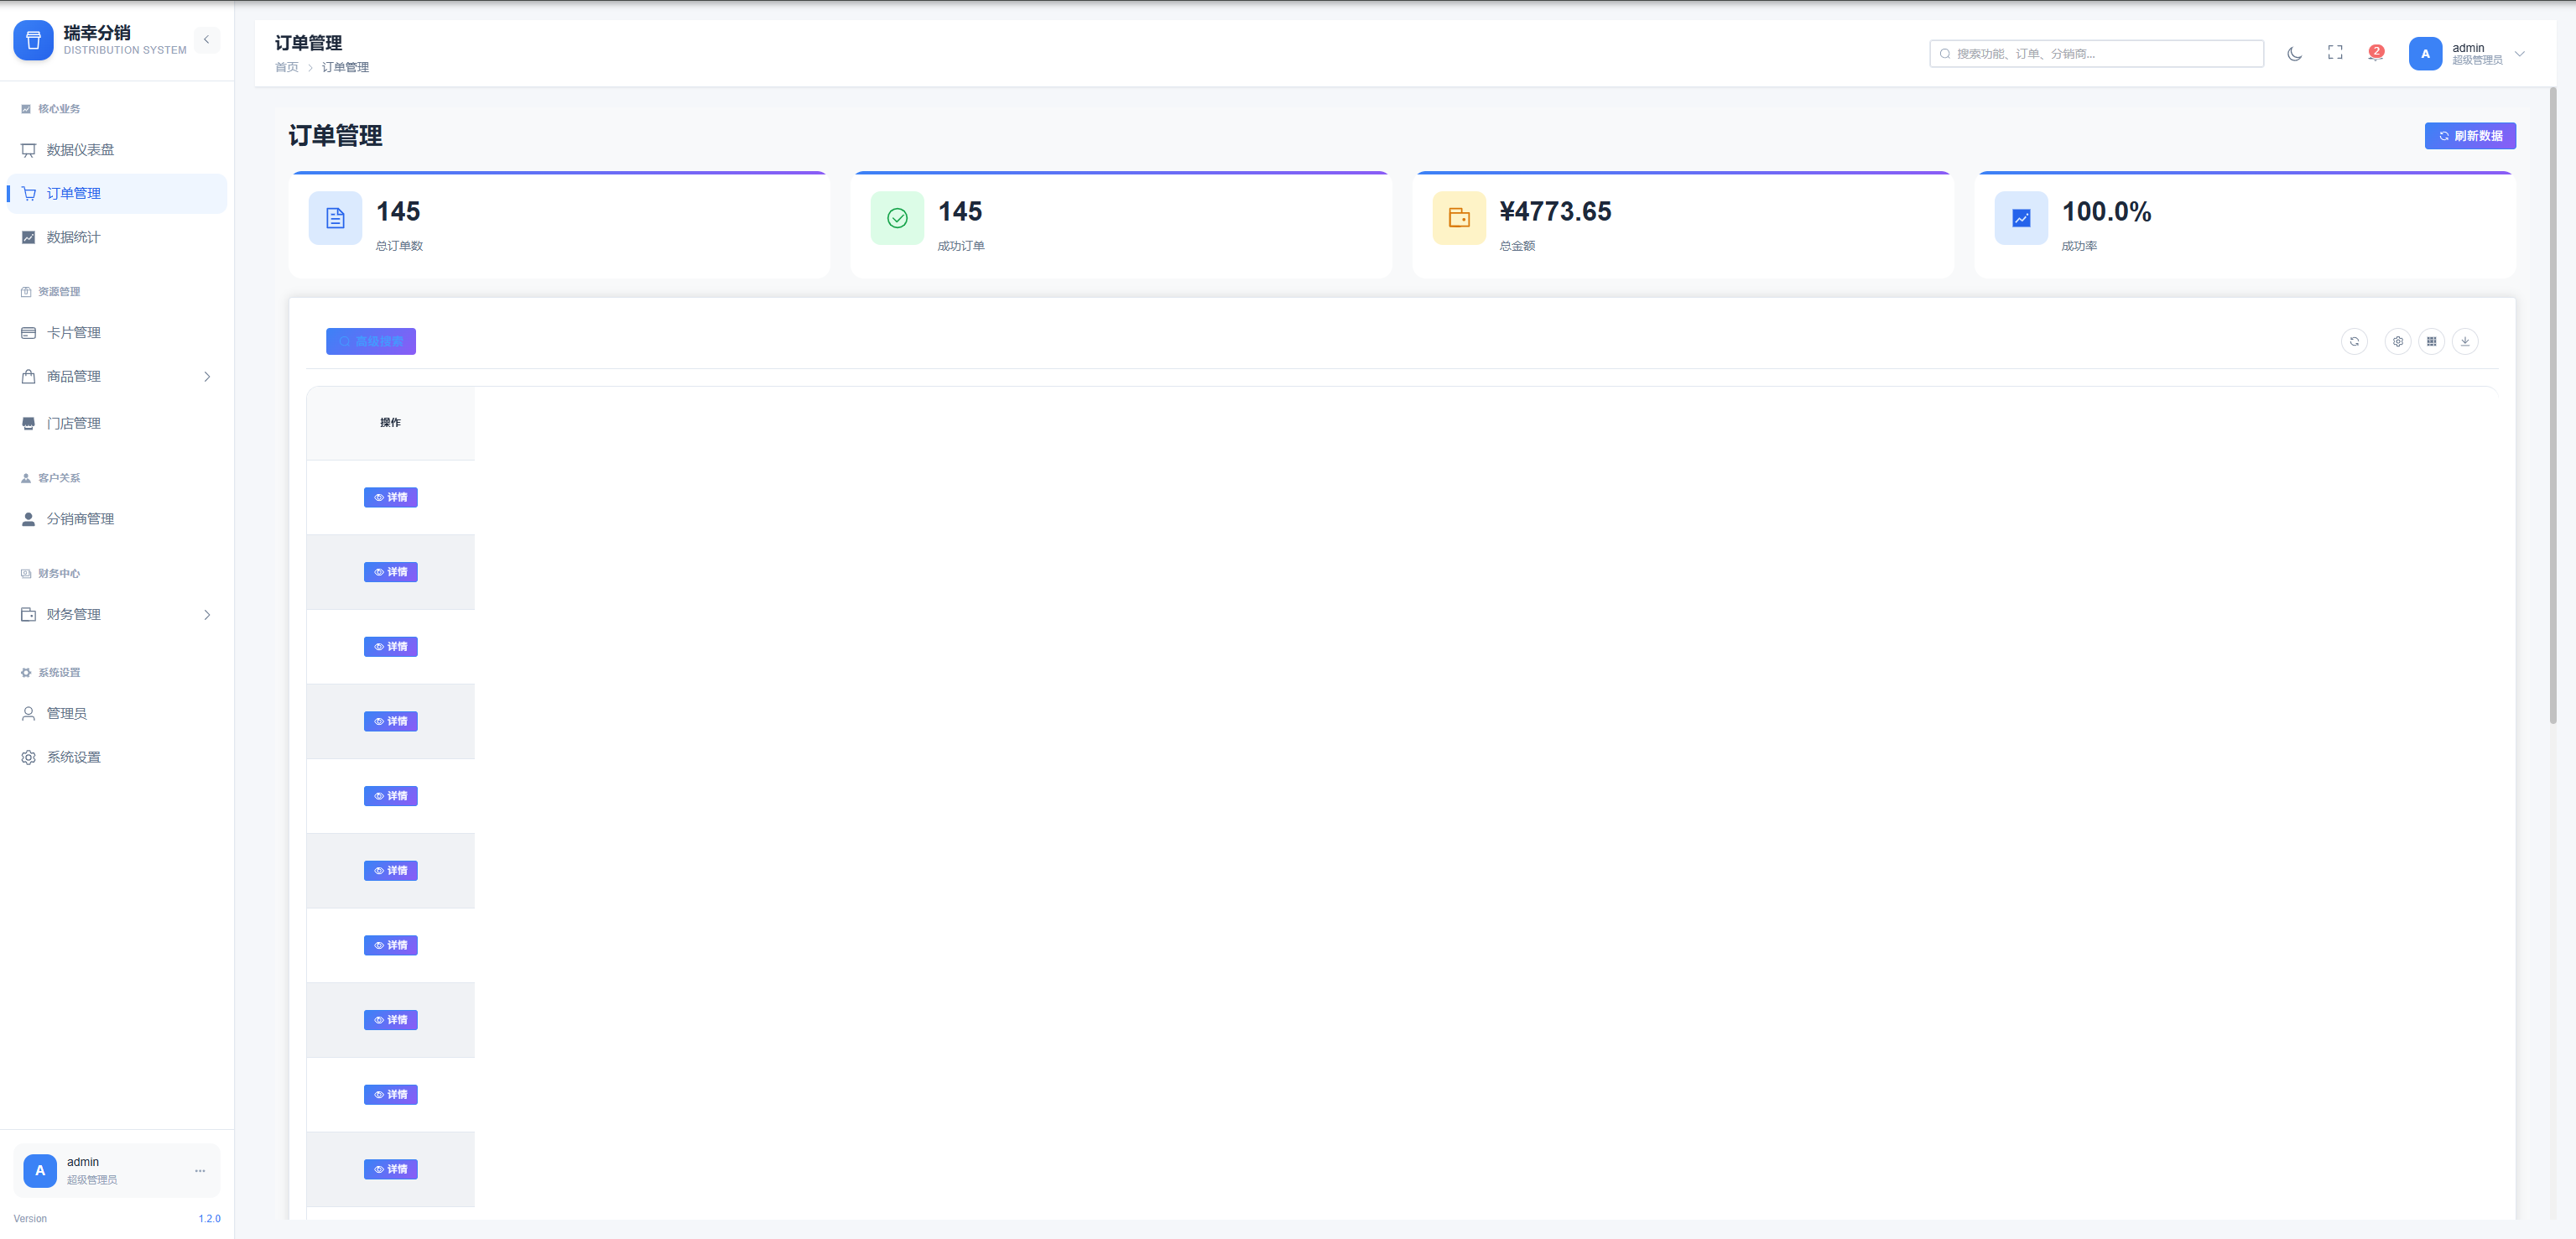 瑞幸分销
DISTRIBUTION SYSTEM
核心业务
数据仪表盘
订单管理
数据统计
资源管理
卡片管理
商品管理
门店管理
客户关系
分销商管理
财务中心
财务管理
系统设置
管理员
系统设置
A
admin
超级管理员
Version
1.2.0
订单管理
首页
订单管理
搜索功能、订单、分销商...
2
A
admin
超级管理员
订单管理
刷新数据
145
总订单数
145
成功订单
¥4773.65
总金额
100.0%
成功率
高级搜索
操作
详情
详情
详情
详情
详情
详情
详情
详情
详情
详情